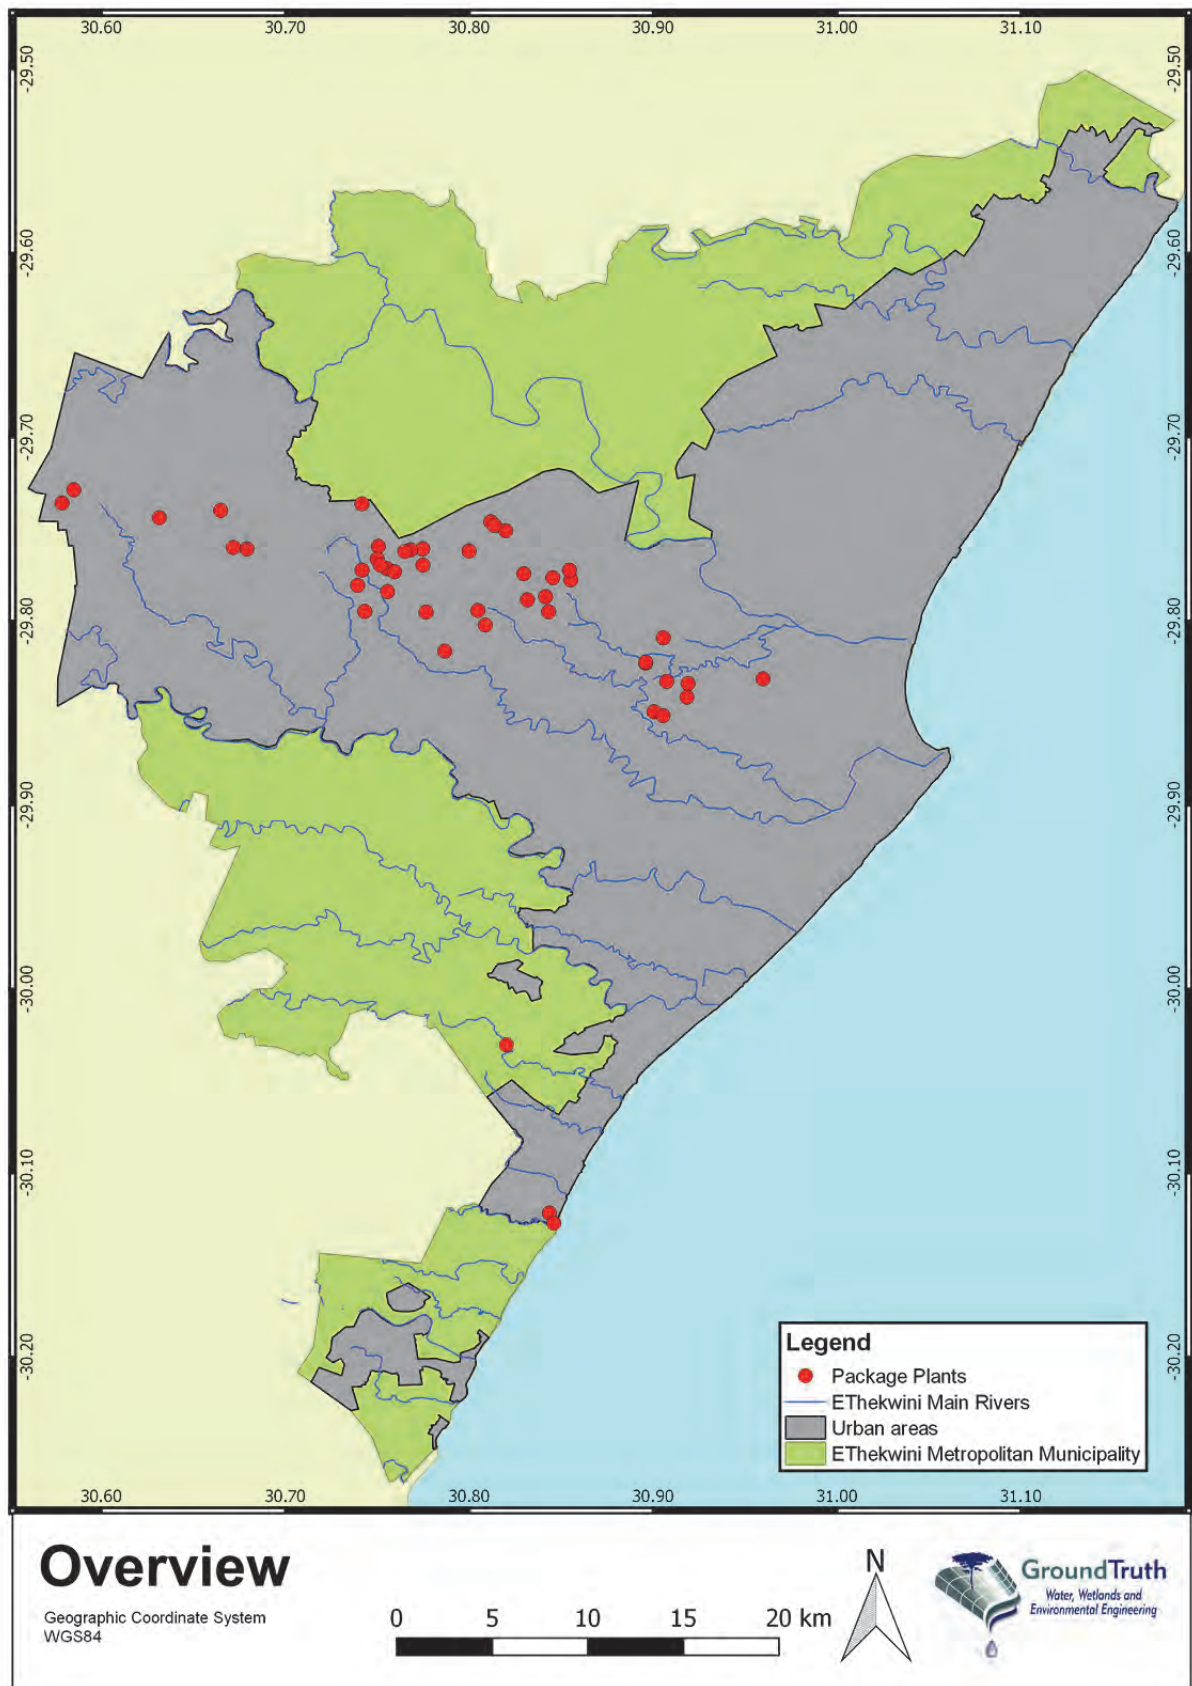 30.60 30.70 30.80 30.90 31.00 31.10
-29.50 -29.50
-29.60 -29.60
-29.70 -29.70
-29.80 -29.80
-29.90 -29.90
-30.00 -30.00
-30.10 -30.10
-30.20 -30.20
Legend
Package Plants
EThekwini Main Rivers
Urban areas
EThekwini Metropolitan Municipality
30.60 30.70 30.80 30.90 31.00 31.10
Overview
Geographic Coordinate System
WGS84
0 5 10 15 20 km
N
GroundTruth
Water, Wetlands and
Environmental Engineering